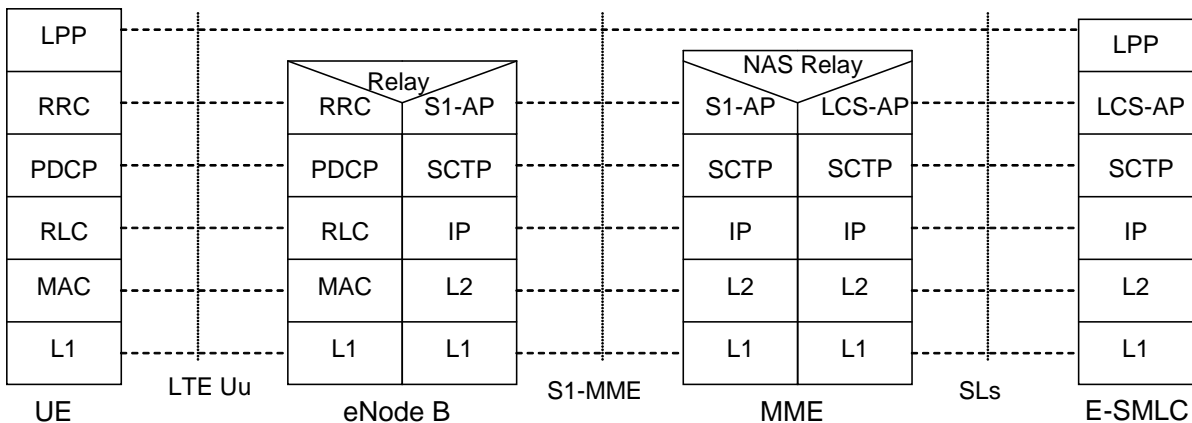 LPP
LPP
Relay
NAS Relay
RRC
RRC
S1-AP
S1-AP
LCS-AP
LCS-AP
PDCP
PDCP
SCTP
SCTP
SCTP
SCTP
RLC
RLC
IP
IP
IP
IP
MAC
MAC
L2
L2
L2
L2
L1
L1
L1
L1
L1
L1
LTE Uu
S1-MME
SLs
UE
eNode B
MME
E-SMLC